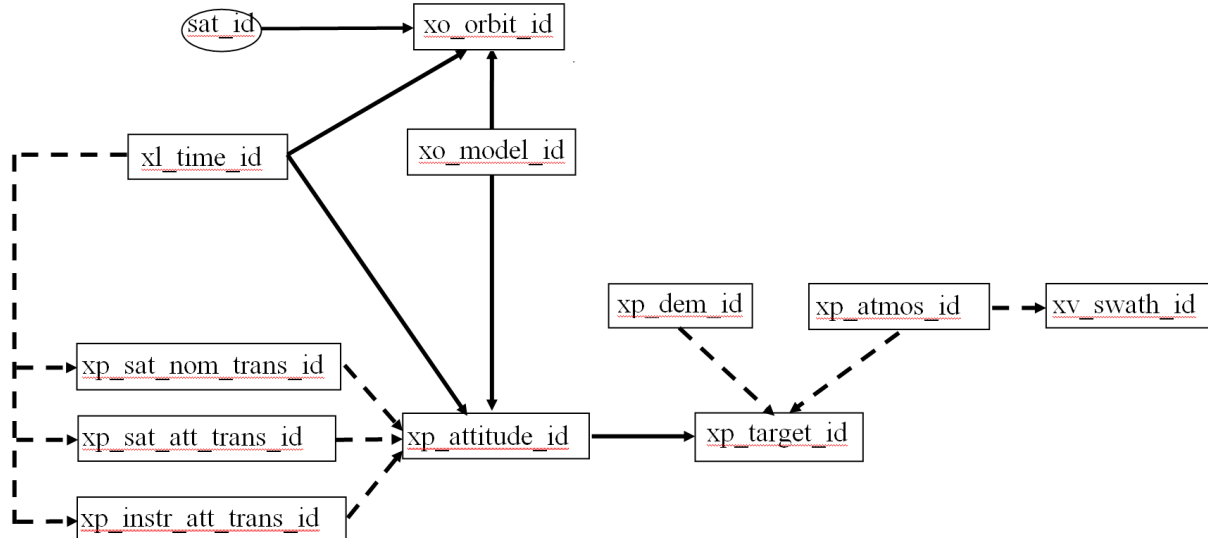 sat_id
xo_orbit_id
xl_time_id
xo_model_id
xp_dem_id
xp_atmos_id
xv_swath_id
xp_sat_nom_trans_id
xp_sat_att_trans_id
xp_attitude_id
xp_target_id
xp_instr_att_trans_id